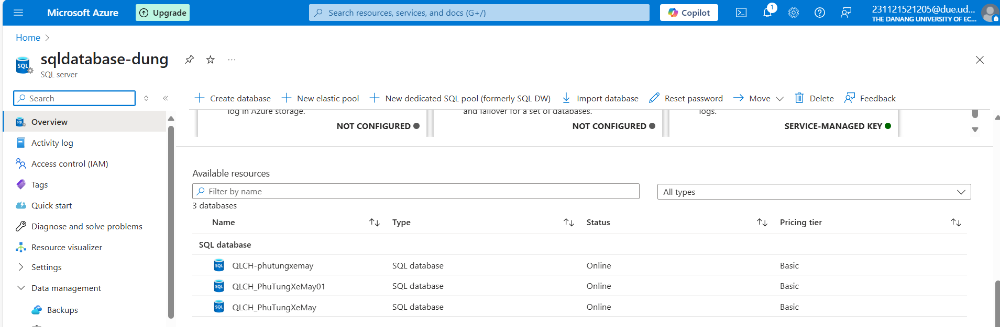 Microsoft Azure
Upgrade
Search resources, services, and docs (G+/)
Copilot
1
231121521205@due.ud...
THE DANANG UNIVERSITY OF EC...
Home
sqldatabase-dung
SQL server
Search
Create database
New elastic pool
New dedicated SQL pool (formerly SQL DW)
Import database
Reset password
Move
Delete
Feedback
Overview
Activity log
Access control (IAM)
Tags
Quick start
Diagnose and solve problems
Resource visualizer
Settings
Data management
Backups
log in Azure storage.
NOT CONFIGURED
and failover for a set of databases.
NOT CONFIGURED
logs.
SERVICE-MANAGED KEY
Available resources
Filter by name
All types
3 databases
Name Type Status Pricing tier
SQL database
QLCH-phutungxemay SQL database Online Basic
QLCH_PhuTungXeMay01 SQL database Online Basic
QLCH_PhuTungXeMay SQL database Online Basic